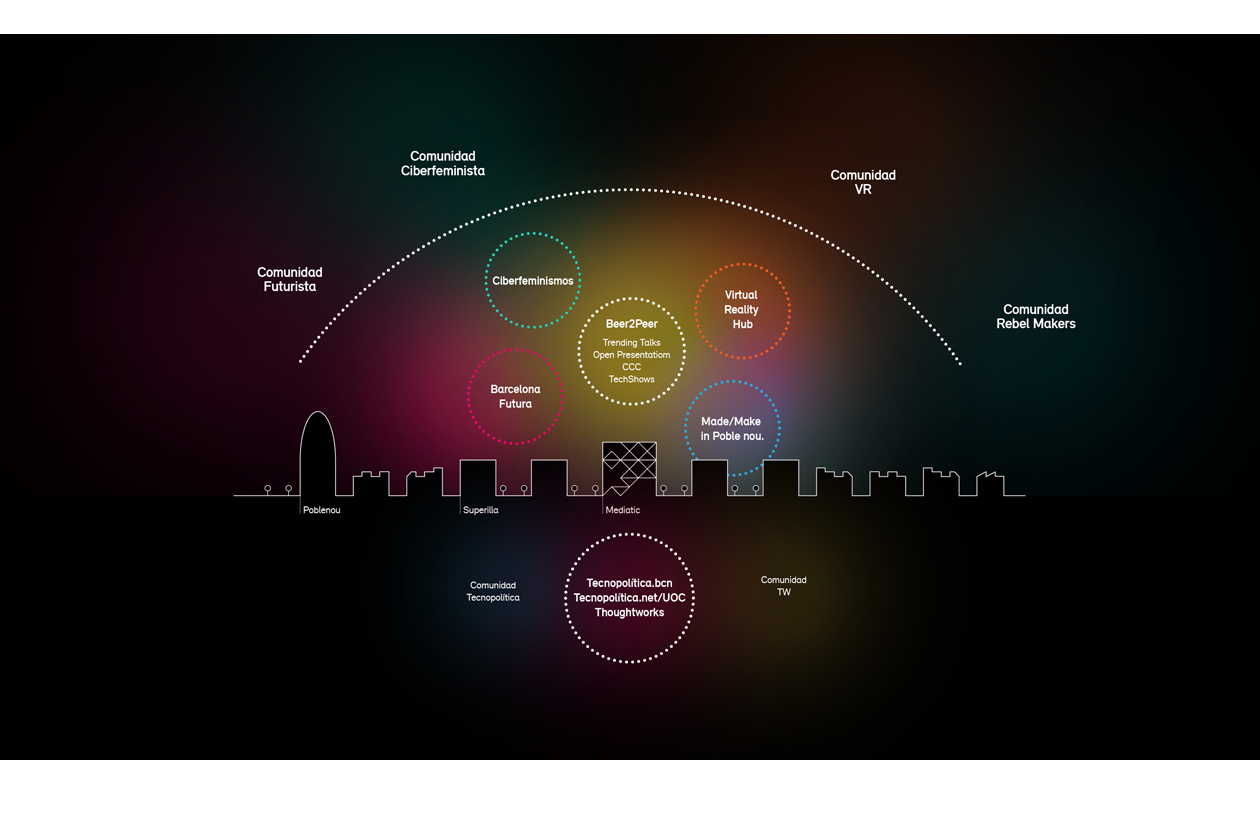 Comunidad
Ciberfeminista
Comunidad
VR
Comunidad
Futurista
Comunidad
Rebel Makers
Ciberfeminismos
Virtual
Reality
Hub
Beer2Peer
Trending Talks
Open Presentatiom
CCC
TechShows
Barcelona
Futura
Made/Make
in Poble nou.
Poblenou
Superilla
Mediatic
Comunidad
Tecnopolítica
Tecnopolítica.bcn
Tecnopolítica.net/UOC
Thoughtworks
Comunidad
TW